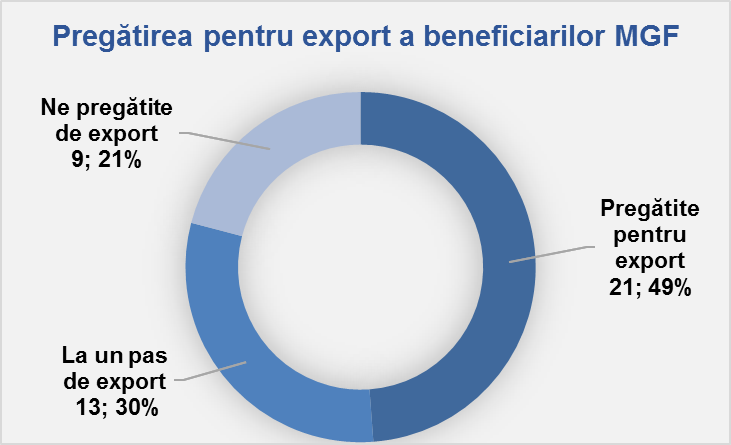 Pregătirea pentru export a beneficiarilor MGF
Ne pregătite
de export
9; 21%
Pregătite
pentru
export
21; 49%
La un pas
de export
13; 30%